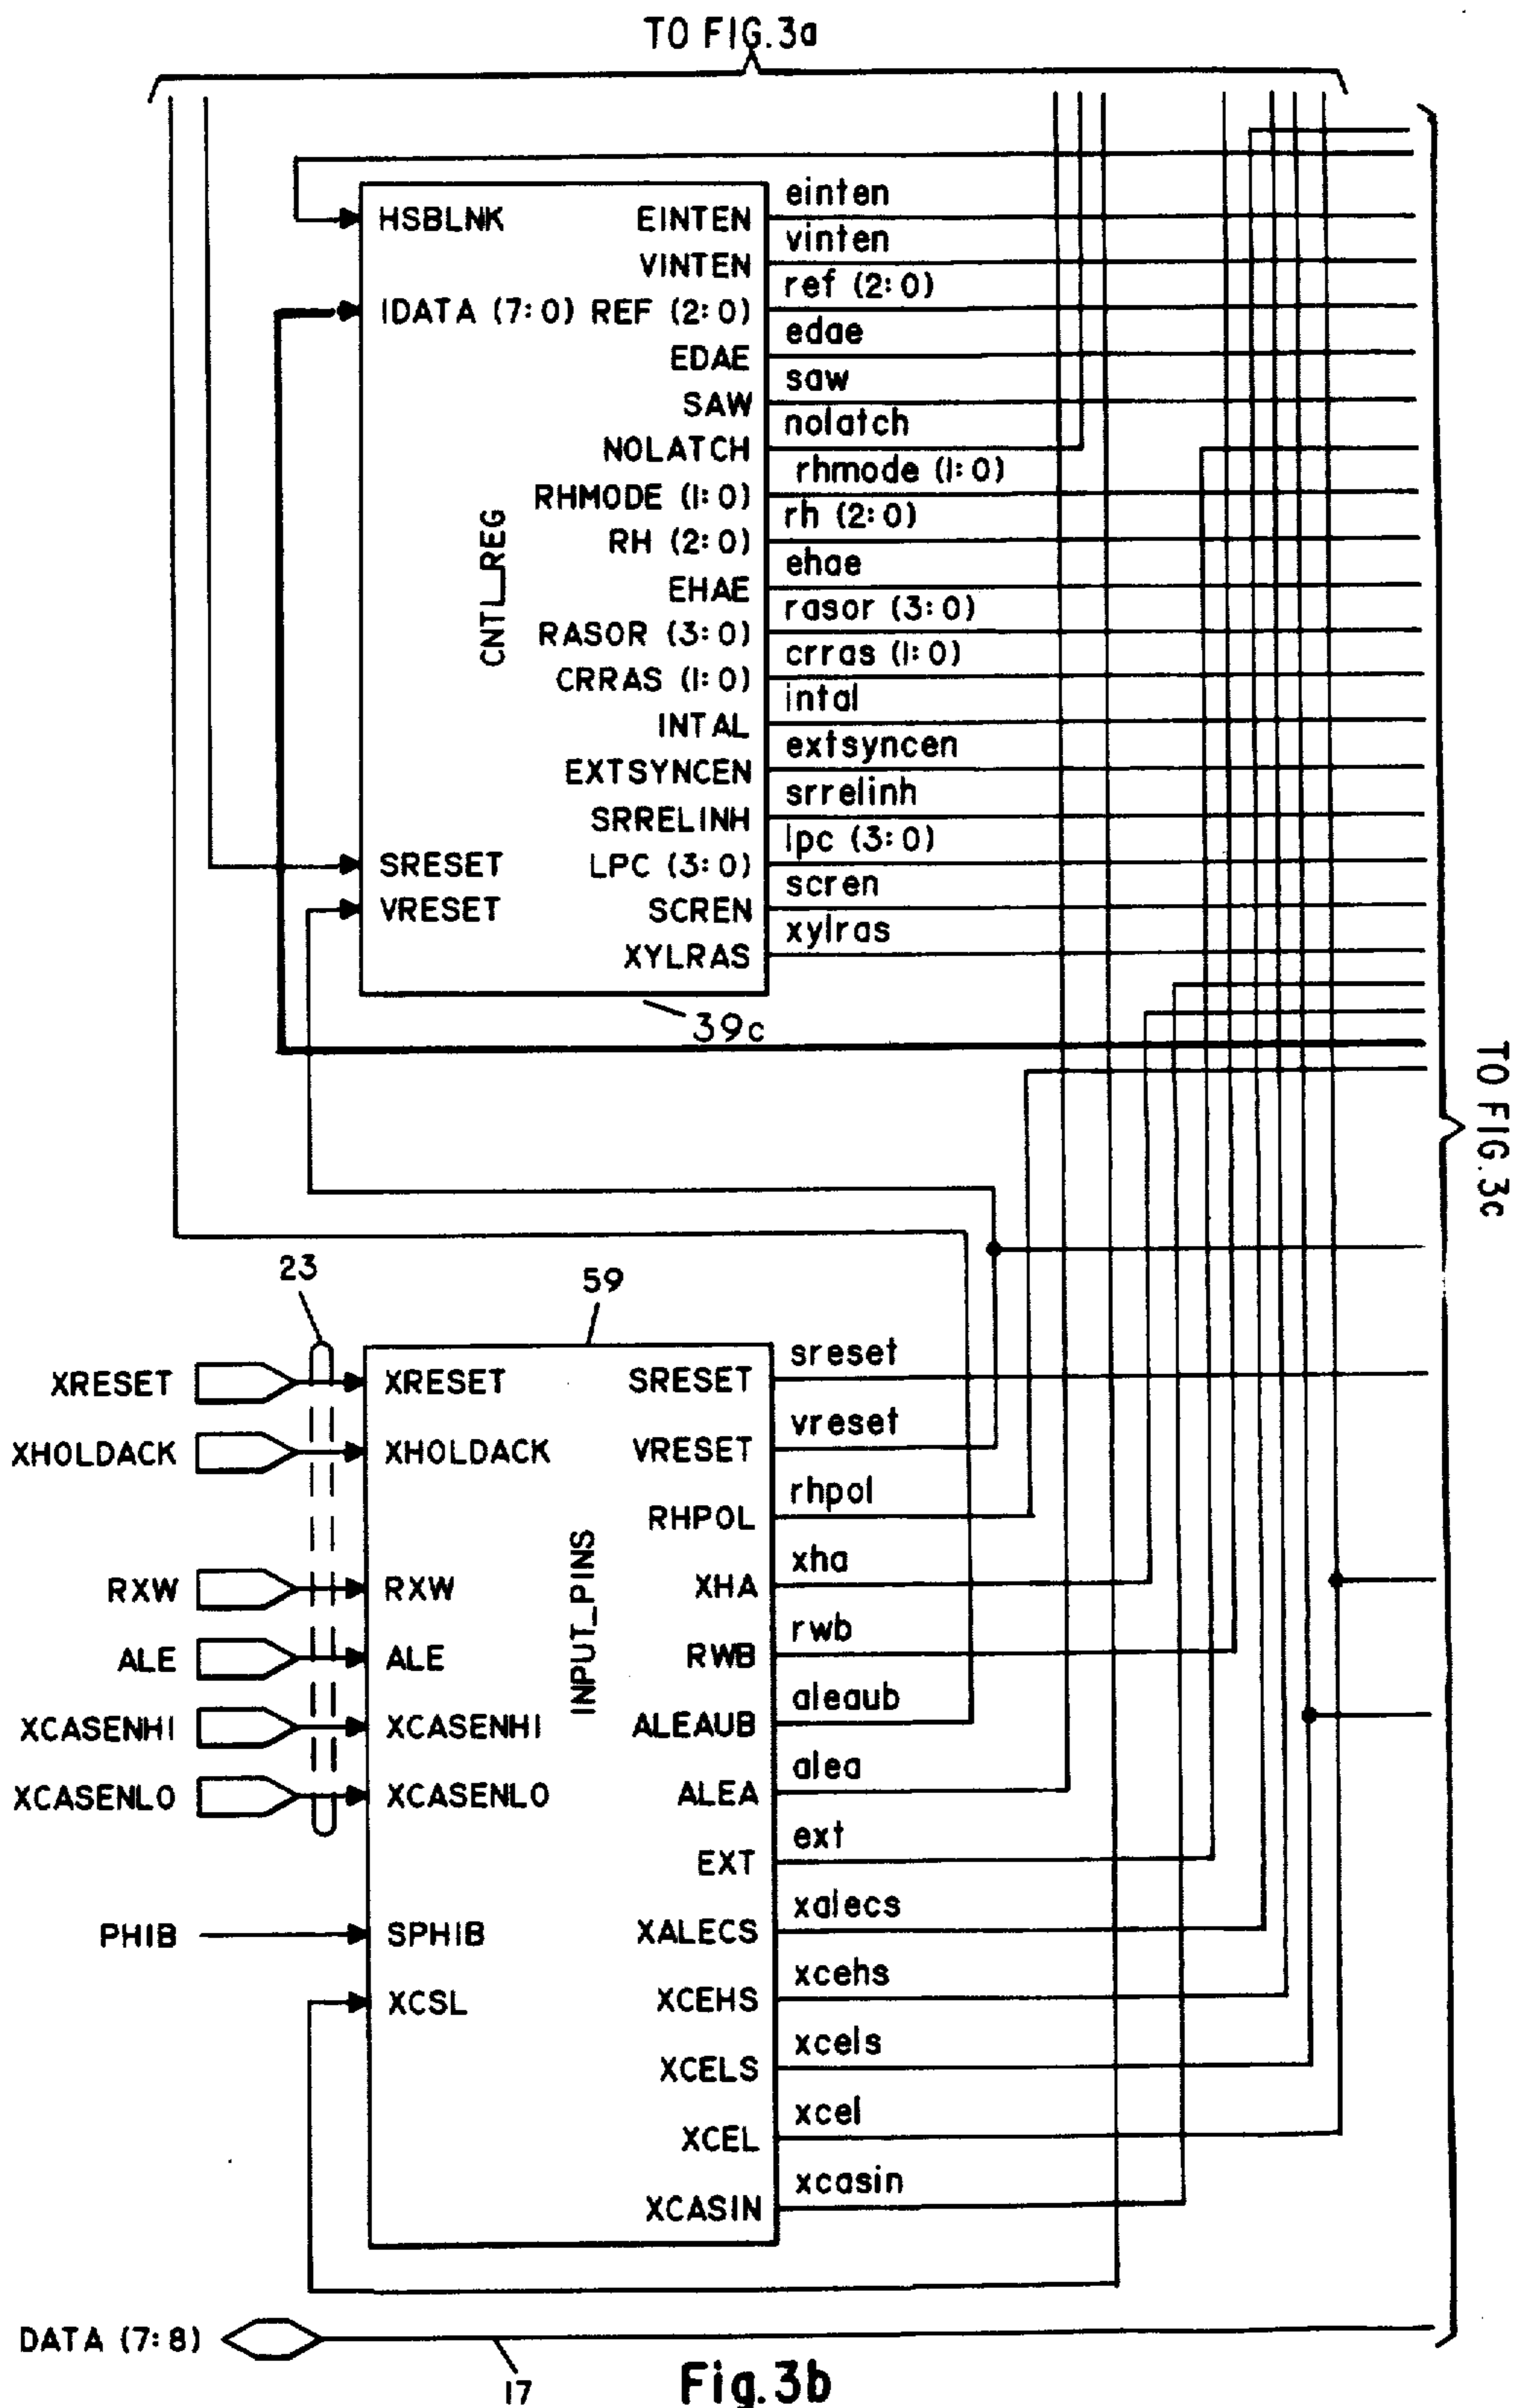 TO FIG.3a
einten
HSBLNK EINTEN
vinten
VINTEN
ref (2:0)
IDATA (7:0) REF (2:0)
edae
EDAE
saw
SAW
nolatch
NOLATCH
rhmode (1:0)
RHMODE (1:0)
rh (2:0)
RH (2:0)
ehae
EHAE
rasor (3:0)
RASOR (3:0)
crras (1:0)
CRRAS (1:0)
intal
INTAL
extsyncen
EXTSYNCEN
srrelinh
SRRELINH
lpc (3:0)
SRESET LPC (3:0)
scren
VRESET SCREN
xylras
XYLRAS
CNTL_REG
39c
TO FIG.3c
23
59
sreset
XRESET XRESET SRESET
vreset
XHOLDACK XHOLDACK VRESET
rhpol
RHPOL
xha
RXW RXW XHA
rwb
ALE ALE RWB
aleaub
XCASENHI XCASENHI ALEAUB
alea
XCASENLO XCASENLO ALEA
ext
EXT
xalecs
PHIB SPHIB XALECS
xcehs
XCSL XCEHS
xcels
XCELS
xcel
XCEL
xcasin
XCASIN
INPUT_PINS
DATA (7:8)
17
Fig.3b